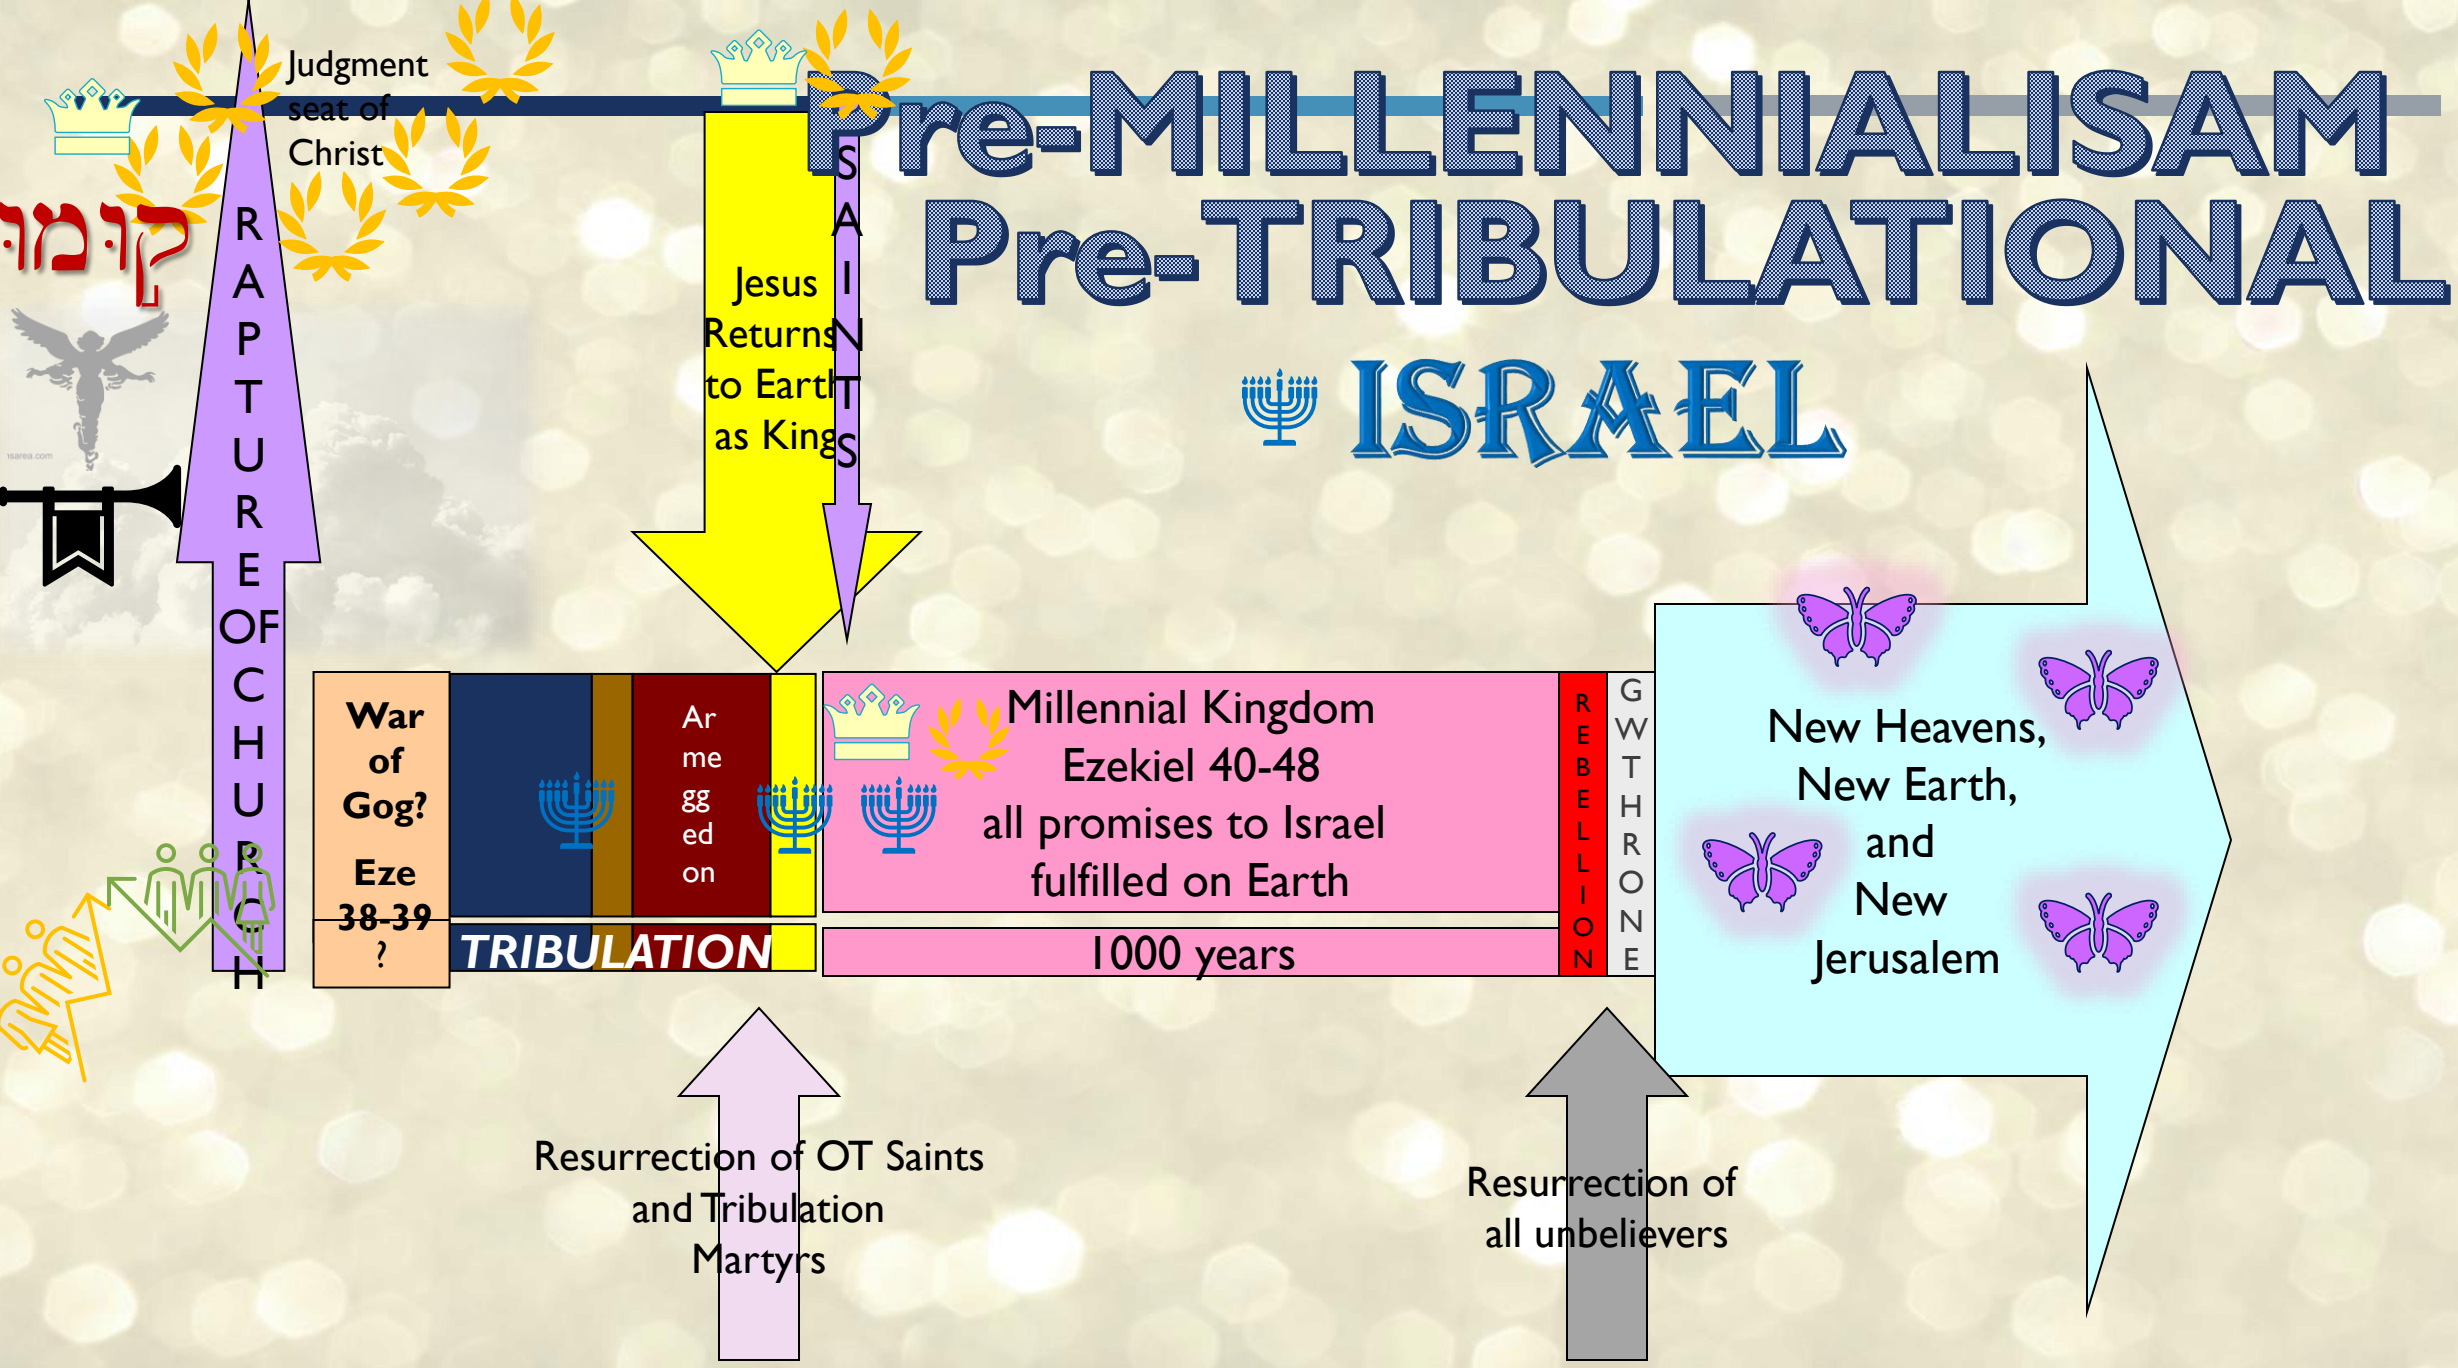 Pre-MILLENNIALISAM
Pre-TRIBULATIONAL
ISRAEL
Judgment
seat of
Christ
קוּמוּ
RAPTURE OF CHURCH
Jesus
Returns
to Earth
as King
SAINTS
War
of
Gog?
Eze
38-39
?
Ar
me
gg
ed
on
TRIBULATION
Millennial Kingdom
Ezekiel 40-48
all promises to Israel
fulfilled on Earth
1000 years
REBELLION
GWTHRONE
New Heavens,
New Earth,
and
New
Jerusalem
Resurrection of OT Saints
and Tribulation
Martyrs
Resurrection of
all unbelievers